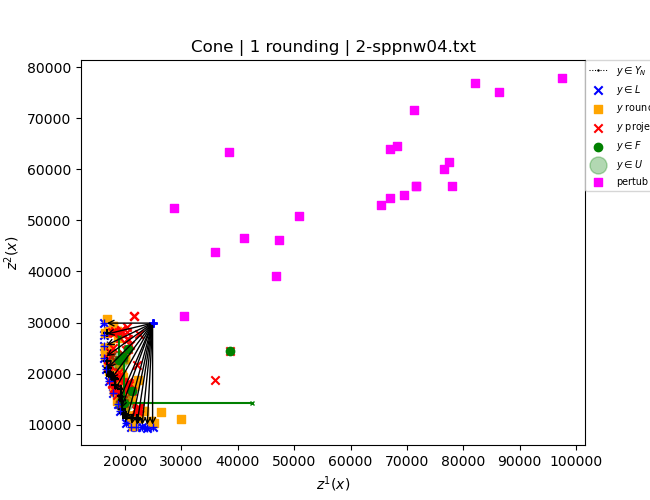 Cone | 1 rounding | 2-sppnw04.txt
80000
70000
60000
50000
40000
30000
20000
10000
z²(x)
20000 30000 40000 50000 60000 70000 80000 90000 100000
z¹(x)
y ∈ Y_N
y ∈ L
y roun
y proje
y ∈ F
y ∈ U
pertub